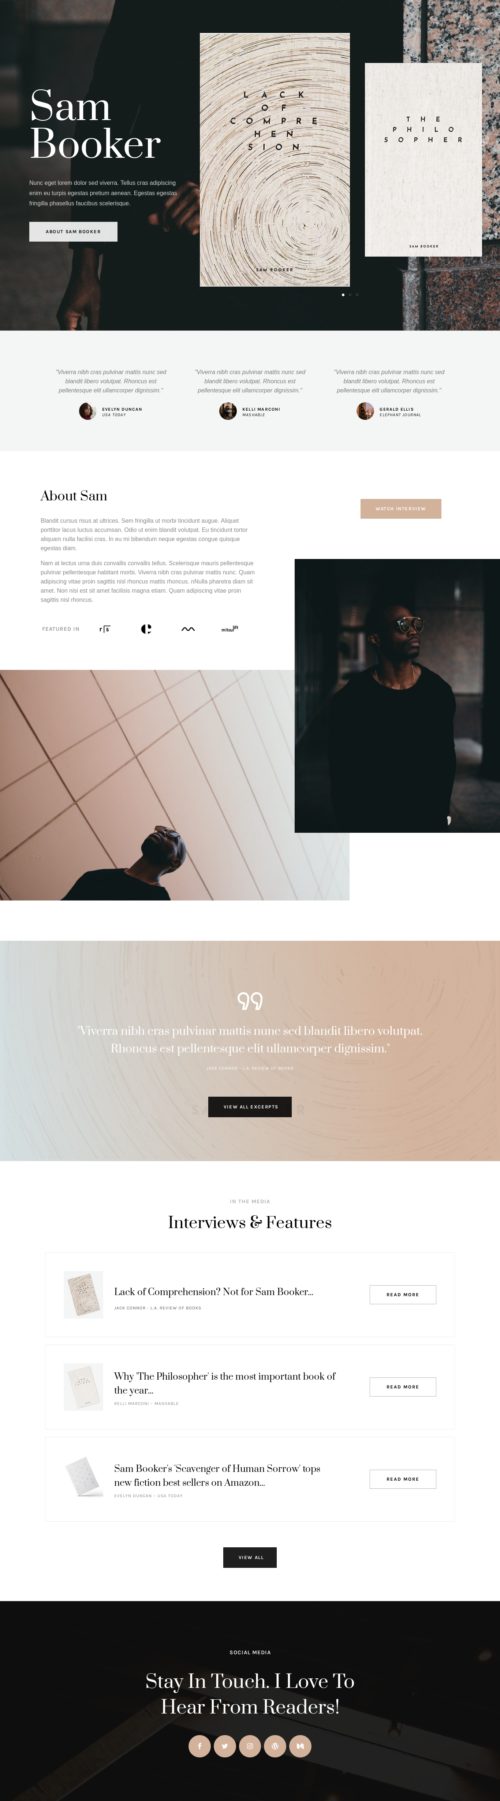 Sam
Booker
Nunc eget lorem dolor sed viverra. Tellus cras adipiscing
enim eu turpis egestas pretium aenean. Egestas egestas
fringilla phasellus faucibus scelerisque.
ABOUT SAM BOOKER
LACK
OF
COMPRE
HEN
SION
SAM BOOKER
THE
PHILO
SOPHER
SAM BOOKER
"Viverra nibh cras pulvinar mattis nunc sed
blandit libero volutpat. Rhoncus est
pellentesque elit ullamcorper dignissim."
EVELYN DUNCAN
USA TODAY
"Viverra nibh cras pulvinar mattis nunc sed
blandit libero volutpat. Rhoncus est
pellentesque elit ullamcorper dignissim."
KELLI MARCONI
MASHABLE
"Viverra nibh cras pulvinar mattis nunc sed
blandit libero volutpat. Rhoncus est
pellentesque elit ullamcorper dignissim."
GERALD ELLIS
ELEPHANT JOURNAL
About Sam
Blandit cursus risus at ultrices. Sem fringilla ut morbi tincidunt augue. Aliquet
porttitor lacus luctus accumsan. Odio ut enim blandit volutpat. Eu tincidunt tortor
aliquam nulla facilisi cras. In eu mi bibendum neque egestas congue quisque
egestas diam.
Nam at lectus urna duis convallis convallis tellus. Scelerisque mauris pellentesque
pulvinar pellentesque habitant morbi. Viverra nibh cras mattis nunc. Quam
adipiscing vitae proin sagittis nisl rhoncus mattis rhoncus. nNulla pharetra diam sit
amet. Non nisi est sit amet facilisis magna etiam. Quam adipiscing vitae proin
sagittis nisl rhoncus.
WATCH INTERVIEW
FEATURED IN
"Viverra nibh cras pulvinar mattis nunc sed blandit libero volutpat.
Rhoncus est pellentesque elit ullamcorper dignissim."
JACK CONNOR - L.A. REVIEW OF BOOKS
VIEW ALL EXCERPTS
IN THE MEDIA
Interviews & Features
Lack of Comprehension? Not for Sam Booker...
JACK CONNOR - L.A. REVIEW OF BOOKS
READ MORE
Why 'The Philosopher' is the most important book of
the year...
KELLI MARCONI - MASHABLE
READ MORE
Sam Booker's 'Scavenger of Human Sorrow' tops
new fiction best sellers on Amazon...
EVELYN DUNCAN - USA TODAY
READ MORE
VIEW ALL
SOCIAL MEDIA
Stay In Touch. I Love To
Hear From Readers!